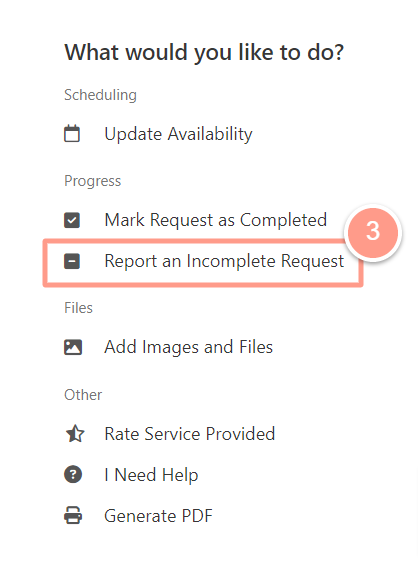 What would you like to do?
Scheduling
Update Availability
Progress
Mark Request as Completed
3
Report an Incomplete Request
Files
Add Images and Files
Other
Rate Service Provided
I Need Help
Generate PDF